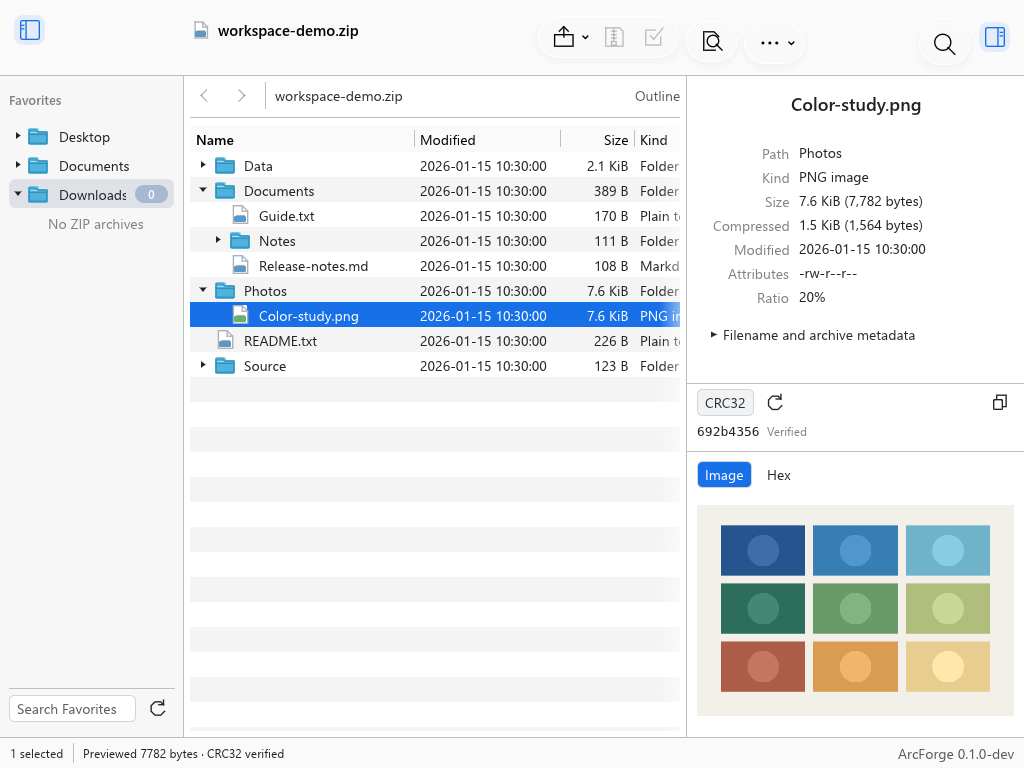 workspace-demo.zip
Favorites
Desktop
Documents
Downloads 0
No ZIP archives
Search Favorites
workspace-demo.zip Outline
Name Modified Size Kind
Data 2026-01-15 10:30:00 2.1 KiB Folder
Documents 2026-01-15 10:30:00 389 B Folder
Guide.txt 2026-01-15 10:30:00 170 B Plain t
Notes 2026-01-15 10:30:00 111 B Folder
Release-notes.md 2026-01-15 10:30:00 108 B Markd
Photos 2026-01-15 10:30:00 7.6 KiB Folder
Color-study.png 2026-01-15 10:30:00 7.6 KiB PNG i
README.txt 2026-01-15 10:30:00 226 B Plain t
Source 2026-01-15 10:30:00 123 B Folder
Color-study.png
Path Photos
Kind PNG image
Size 7.6 KiB (7,782 bytes)
Compressed 1.5 KiB (1,564 bytes)
Modified 2026-01-15 10:30:00
Attributes -rw-r--r--
Ratio 20%
Filename and archive metadata
CRC32
692b4356 Verified
Image Hex
1 selected Previewed 7782 bytes · CRC32 verified ArcForge 0.1.0-dev